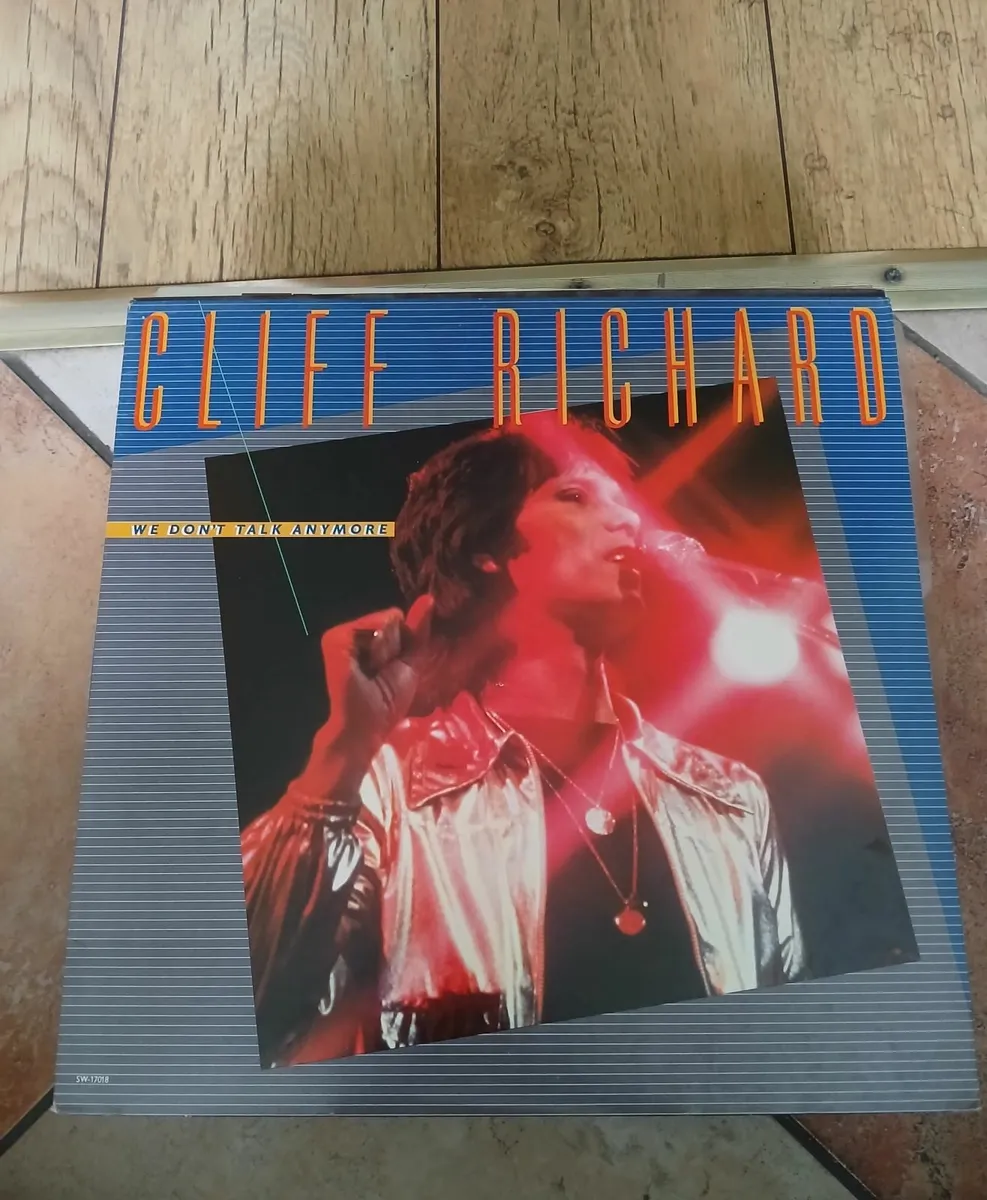 CLIFF RICHARD
WE DON'T TALK ANYMORE
SW-17018